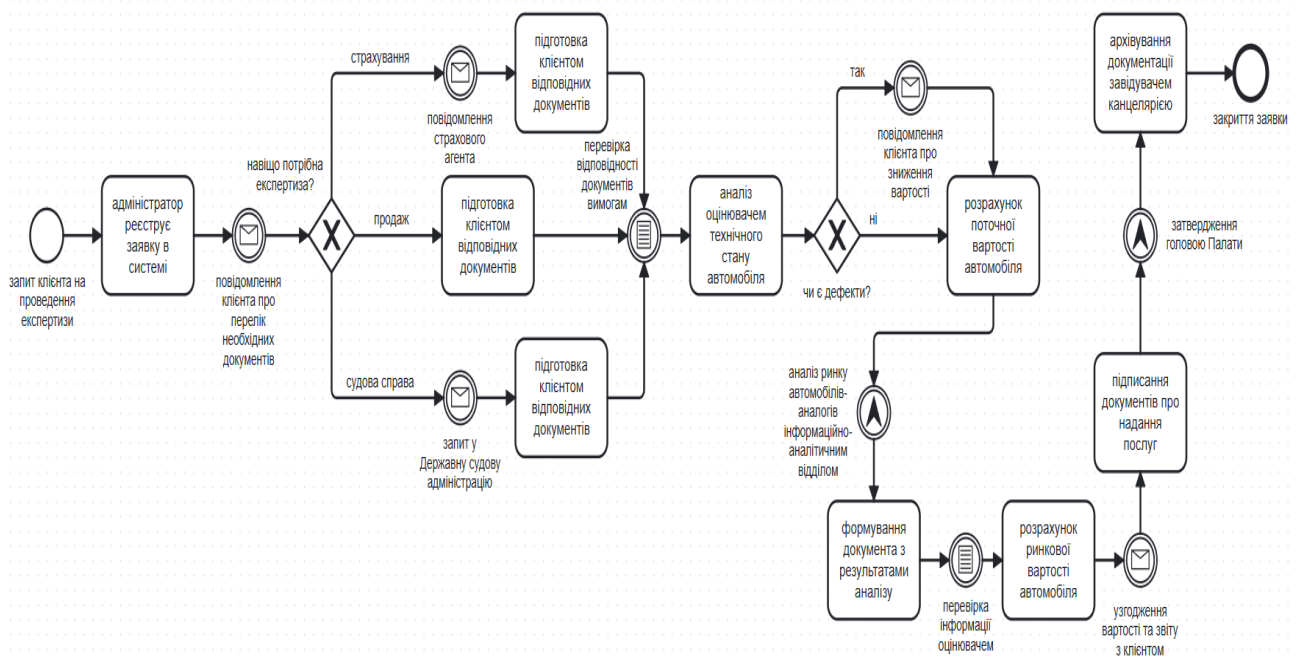 запит клієнта на
проведення
експертизи
адміністратор
реєструє
заявку в
системі
повідомлення
клієнта про
перелік
необхідних
документів
навіщо потрібна
експертиза?
страхування
повідомлення
страхового
агента
підготовка
клієнтом
відповідних
документів
продаж
підготовка
клієнтом
відповідних
документів
судова справа
запит у
Державну судову
адміністрацію
підготовка
клієнтом
відповідних
документів
перевірка
відповідності
документів
вимогам
аналіз
оцінювачем
технічного
стану
автомобіля
чи є дефекти?
так
повідомлення
клієнта про
зниження
вартості
ні
розрахунок
поточної
вартості
автомобіля
аналіз ринку
автомобілів-
аналогів
інформаційно-
аналітичним
відділом
формування
документа з
результатами
аналізу
перевірка
інформації
оцінювачем
розрахунок
ринкової
вартості
автомобіля
узгодження
вартості та звіту
з клієнтом
підписання
документів про
надання
послуг
затвердження
головою Палати
архівування
документації
завідувачем
канцелярією
закриття заявки